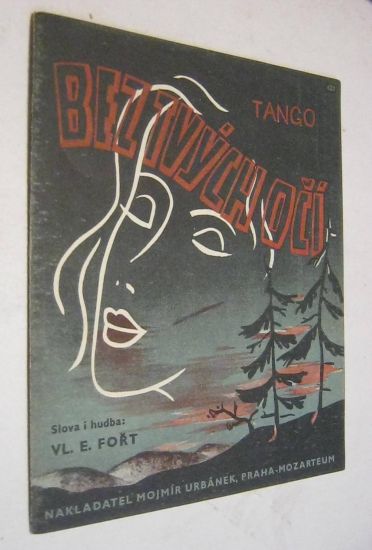 TANGO
BEZ TVÝCH OČÍ
Slova i hudba:
VL. E. FOŘT
NAKLADATEL MOJMÍR URBÁNEK, PRAHA-MOZARTEUM